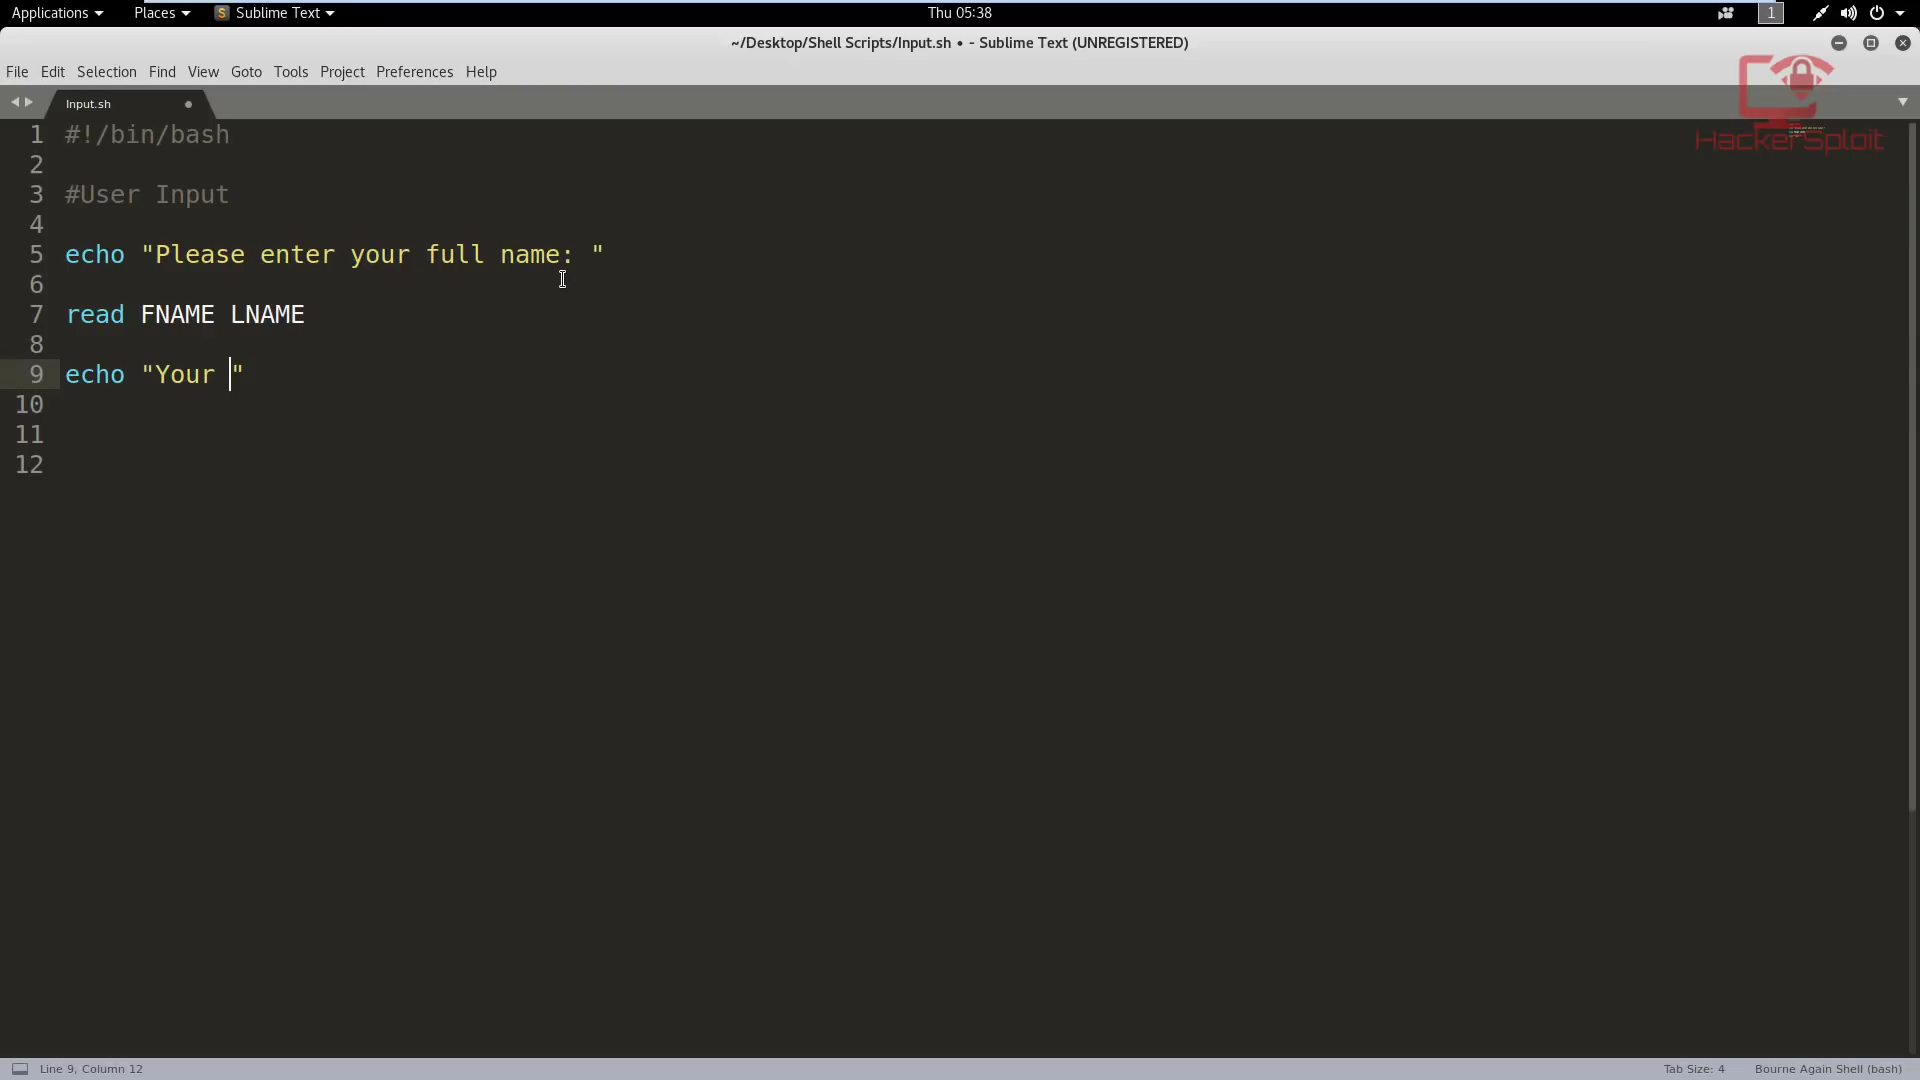 Applications Places Sublime Text Thu 05:38 1
~/Desktop/Shell Scripts/Input.sh • - Sublime Text (UNREGISTERED)
File Edit Selection Find View Goto Tools Project Preferences Help
Input.sh
HackerSploit
1 #!/bin/bash
2
3 #User Input
4
5 echo "Please enter your full name: "
6
7 read FNAME LNAME
8
9 echo "Your "
10
11
12
Line 9, Column 12 Tab Size: 4 Bourne Again Shell (bash)